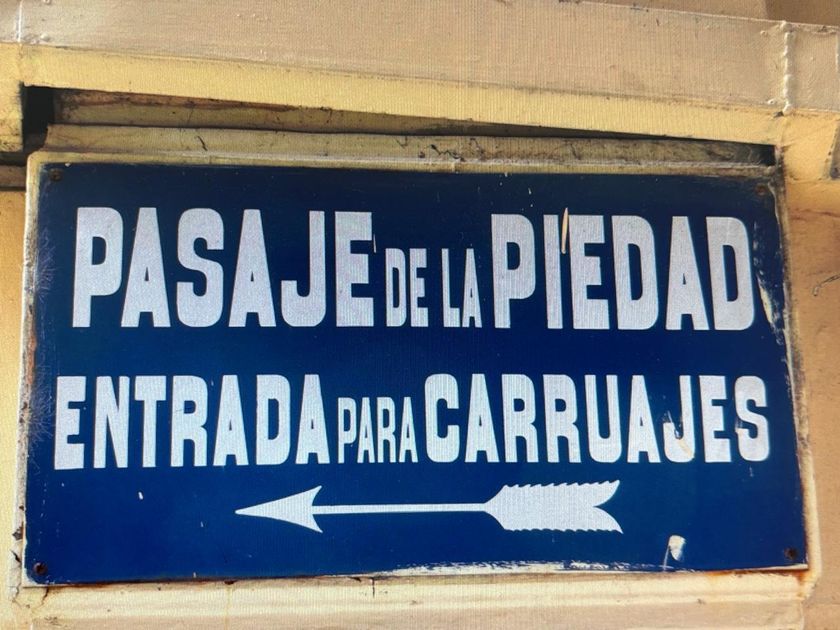 PASAJE DE LA PIEDAD
ENTRADA PARA CARRUAJES